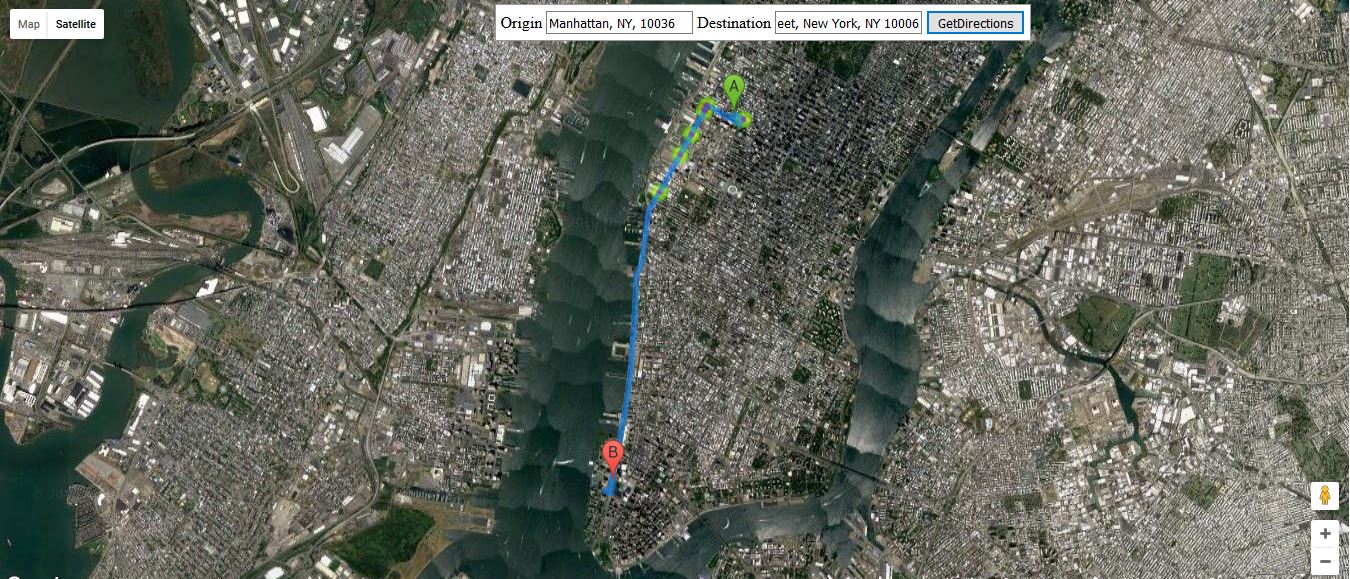 Map Satellite
Origin Manhattan, NY, 10036 Destination eet, New York, NY 10006 GetDirections
A
B
+
−